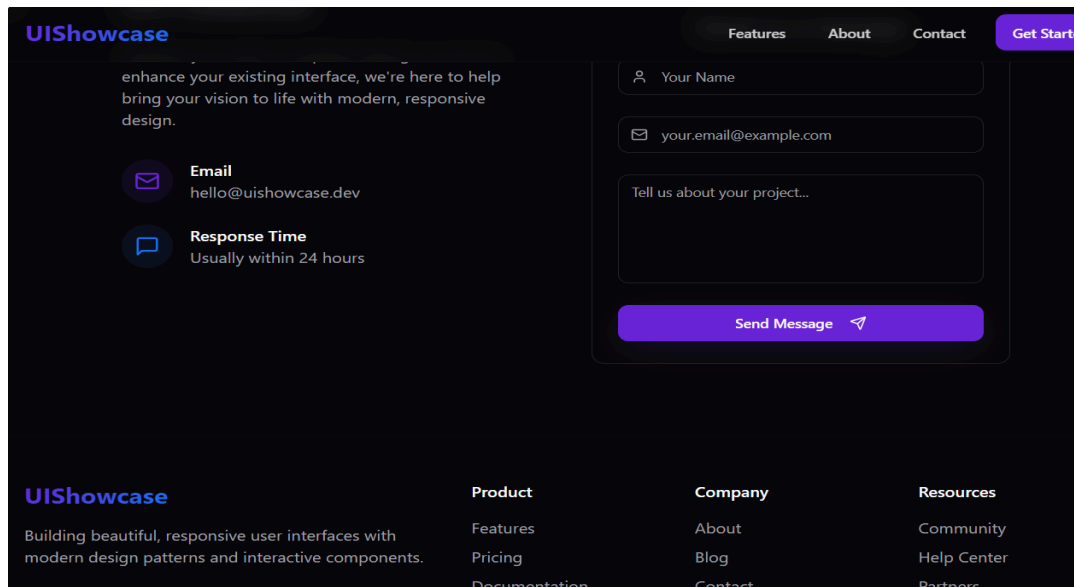 UIShowcase
Features
About
Contact
Get
enhance your existing interface, we're here to help
bring your vision to life with modern, responsive
design.
Email
hello@uishowcase.dev
Response Time
Usually within 24 hours
Your Name
your.email@example.com
Tell us about your project...
Send Message
UIShowcase
Building beautiful, responsive user interfaces with
modern design patterns and interactive components.
Product
Features
Pricing
Documentation
Company
About
Blog
Contact
Resources
Community
Help Center
Partners